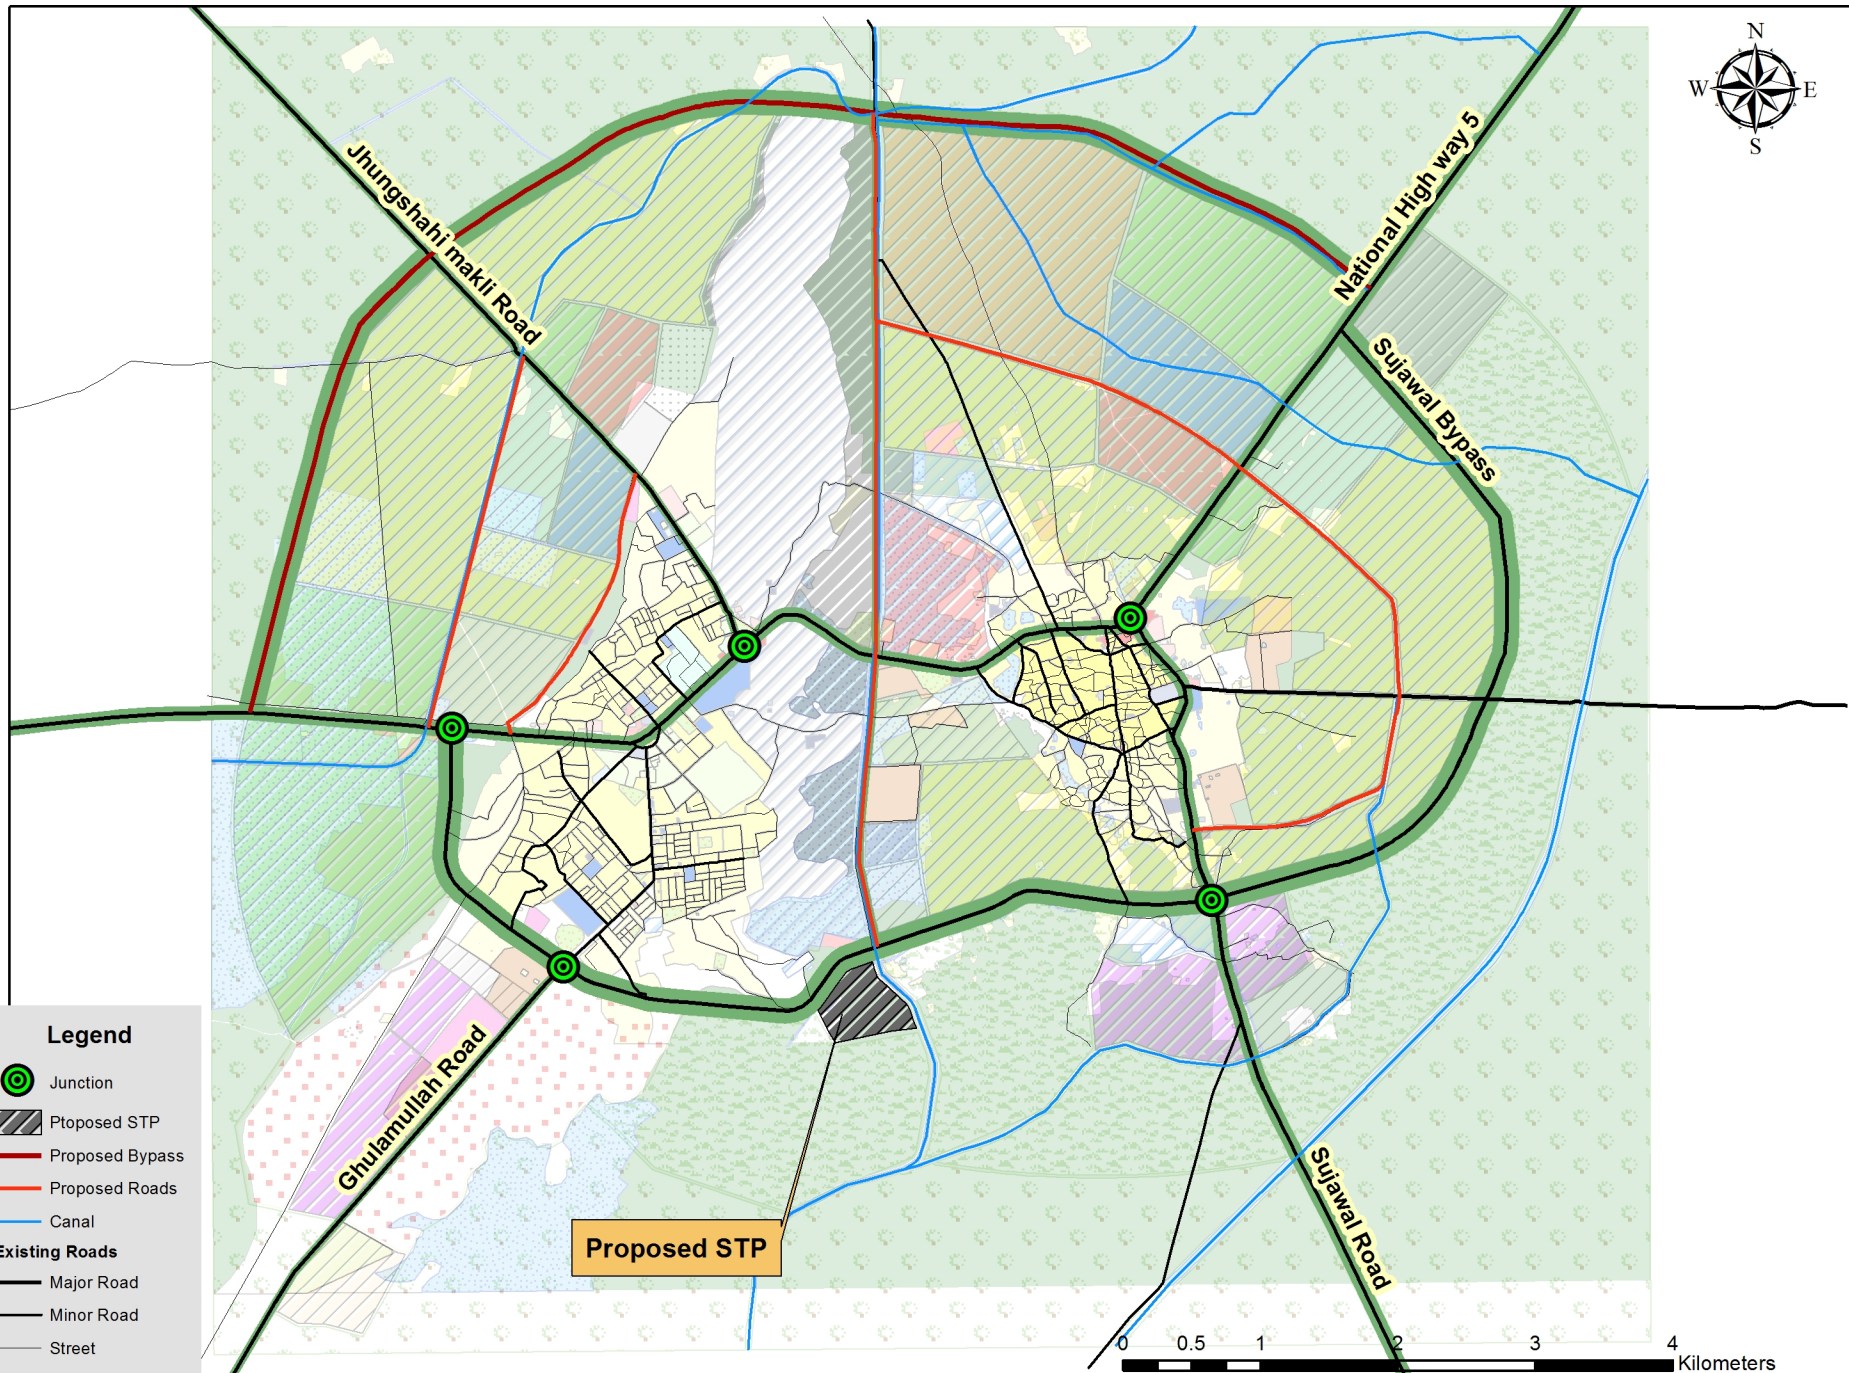 N
W
E
S
Jhungshahi makli Road
National High way 5
Sujawal Bypass
Ghulamullah Road
Sujawal Road
Proposed STP
Legend
Junction
Ptoposed STP
Proposed Bypass
Proposed Roads
Canal
Existing Roads
Major Road
Minor Road
Street
0 0.5 1 2 3 4
Kilometers